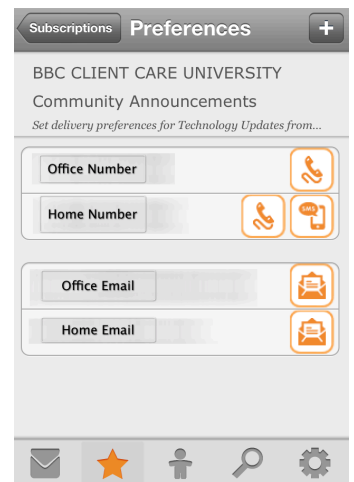 Subscriptions Preferences +
BBC CLIENT CARE UNIVERSITY
Community Announcements
Set delivery preferences for Technology Updates from...
Office Number
Home Number
SMS
Office Email
Home Email